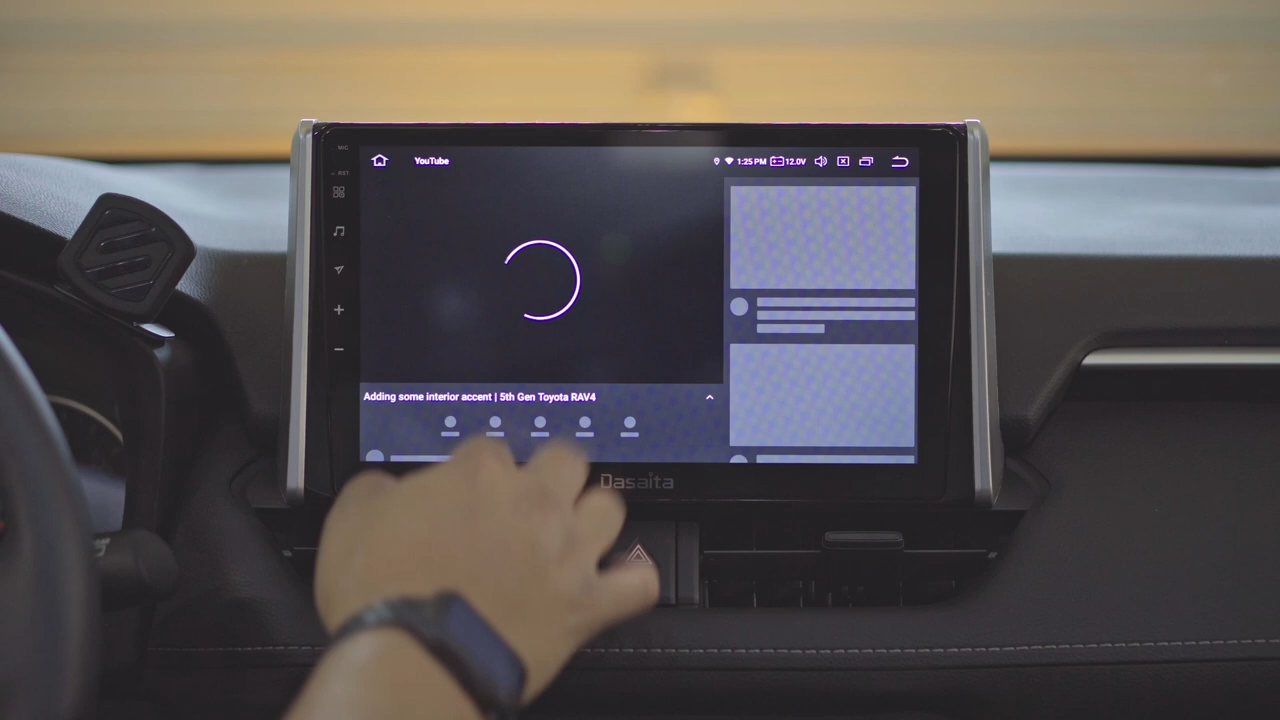 MIC
RST
YouTube
1:25 PM 12.0V
Adding some interior accent | 5th Gen Toyota RAV4
Dasaita